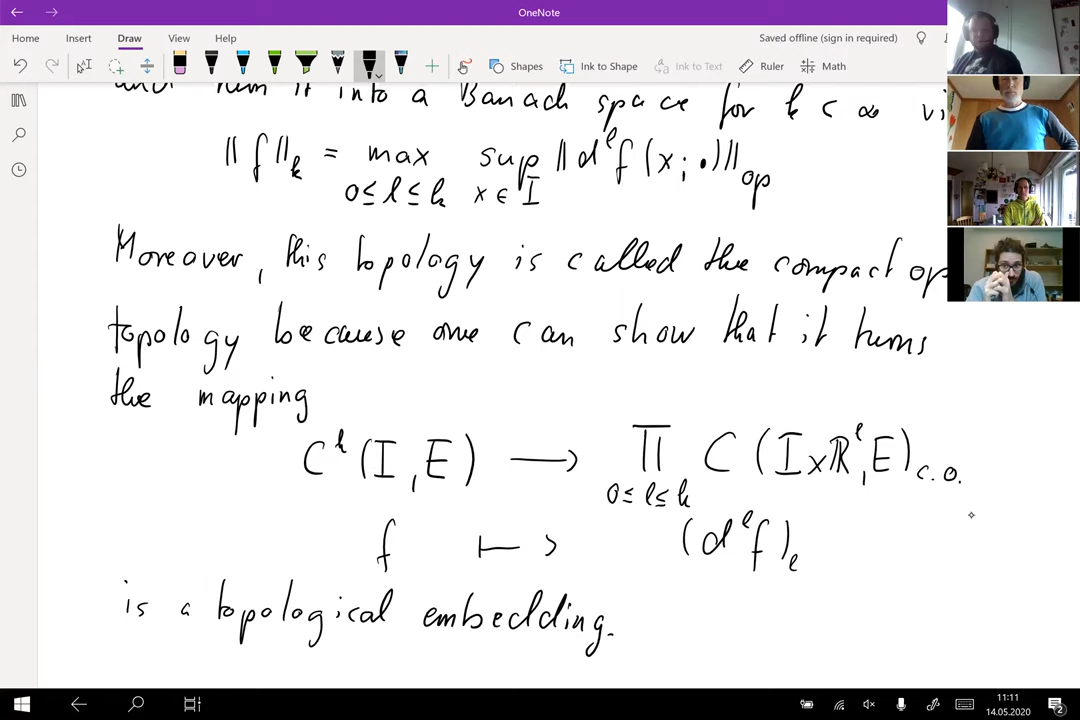 OneNote
Home Insert Draw View Help
Saved offline (sign in required)
Shapes Ink to Shape Ink to Text Ruler Math
and turn it into a Banach space for k < ∞ vi
‖f‖_k = max_{0≤l≤k} sup_{x∈I} ‖d^l f(x;•)‖_op
Moreover, this topology is called the compact op
topology because one can show that it turns
the mapping
C^k(I,E) ⟶ ∏_{0≤l≤k} C(I×ℝ^l,E)_{c.o.}
f ⟼ (d^l f)_l
is a topological embedding.
11:11
14.05.2020
2